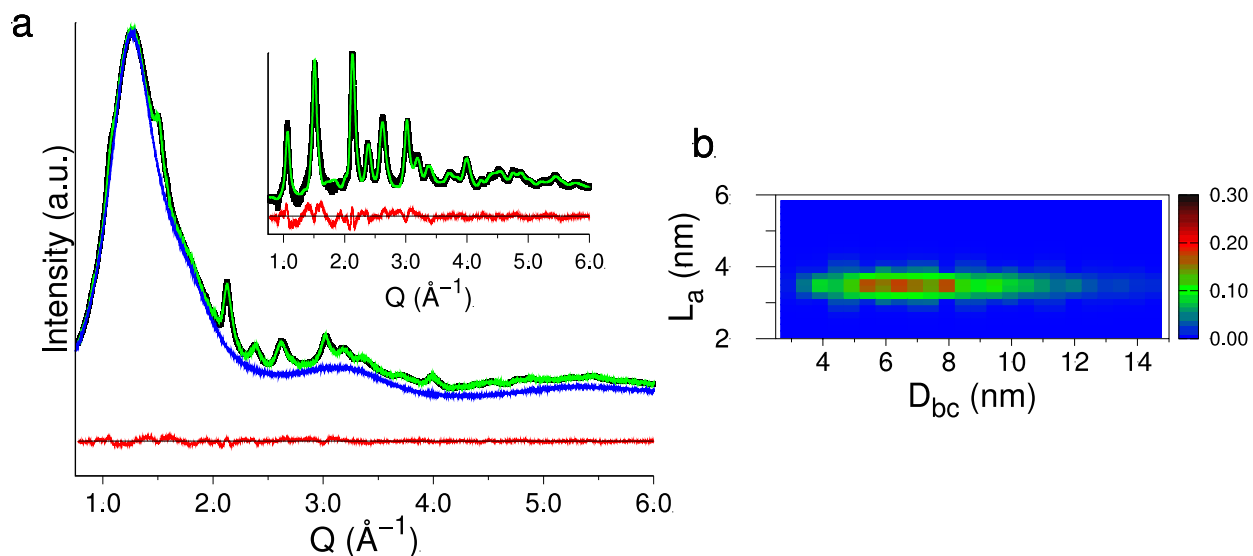 a
Intensity (a.u.)
1.0 2.0 3.0 4.0 5.0 6.0
Q (Å⁻¹)
1.0 2.0 3.0 4.0 5.0 6.0
Q (Å⁻¹)
b
6
4
2
Lₐ (nm)
4 6 8 10 12 14
D_bc (nm)
0.30
0.20
0.10
0.00